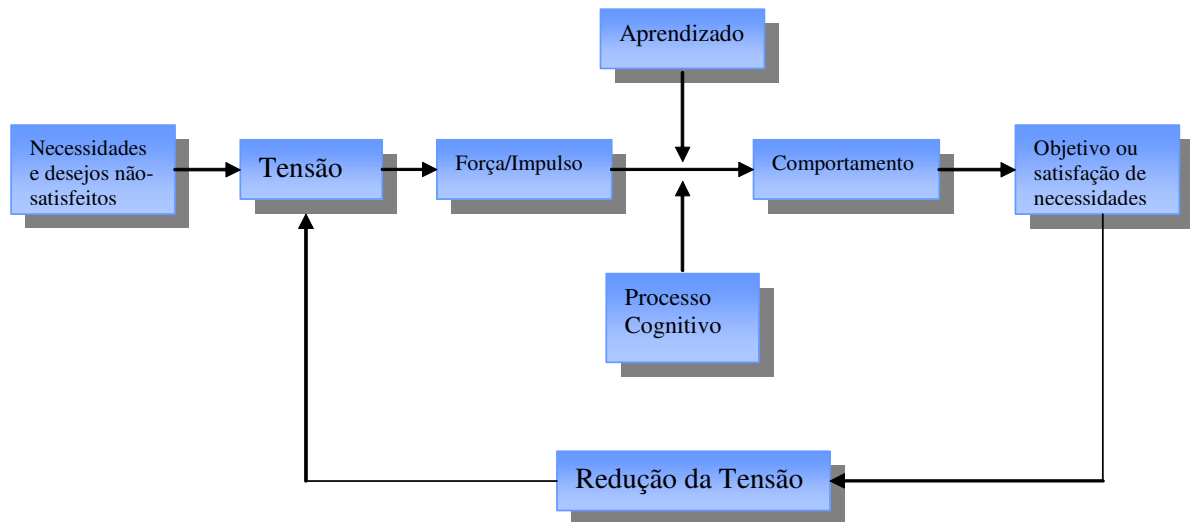 Aprendizado
Necessidades
e desejos não-
satisfeitos
Tensão
Força/Impulso
Comportamento
Objetivo ou
satisfação de
necessidades
Processo
Cognitivo
Redução da Tensão